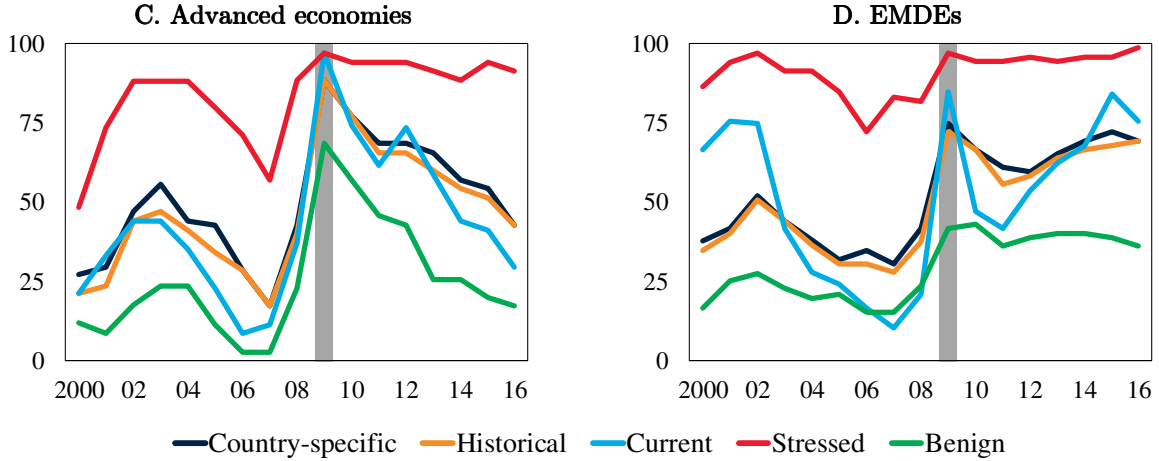 C. Advanced economies
100
75
50
25
0
2000 02 04 06 08 10 12 14 16
D. EMDEs
100
75
50
25
0
2000 02 04 06 08 10 12 14 16
Country-specific Historical Current Stressed Benign